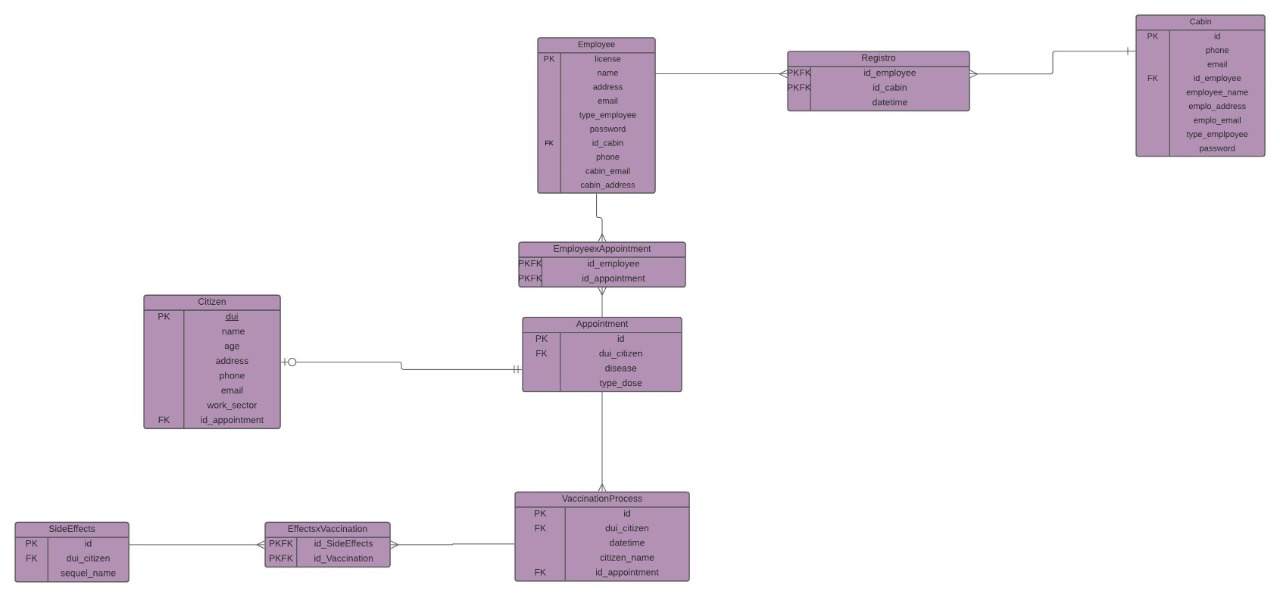 Employee
PK license
name
address
email
type_employee
password
FK id_cabin
phone
cabin_email
cabin_address
Registro
PKFK id_employee
PKFK id_cabin
datetime
Cabin
PK id
phone
email
FK id_employee
employee_name
emplo_address
emplo_email
type_emplpoyee
password
EmployeexAppointment
PKFK id_employee
PKFK id_appointment
Citizen
PK dui
name
age
address
phone
email
work_sector
FK id_appointment
Appointment
PK id
FK dui_citizen
disease
type_dose
SideEffects
PK id
FK dui_citizen
sequel_name
EffectsxVaccination
PKFK id_SideEffects
PKFK id_Vaccination
VaccinationProcess
PK id
FK dui_citizen
datetime
citizen_name
FK id_appointment